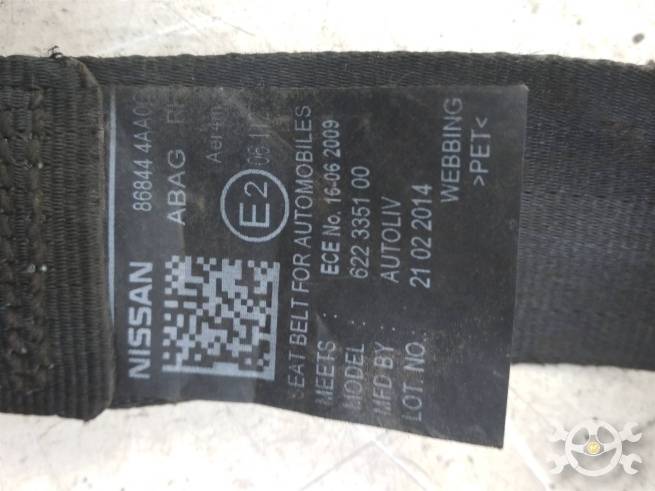 NISSAN
86844 4AA0
ABAG
E2
SEAT BELT FOR AUTOMOBILES
MEETS : ECE No. 16-06 2009
MODEL : 622 3351 00
MFD BY : AUTOLIV
LOT. NO. : 21 02 2014
WEBBING
>PET<